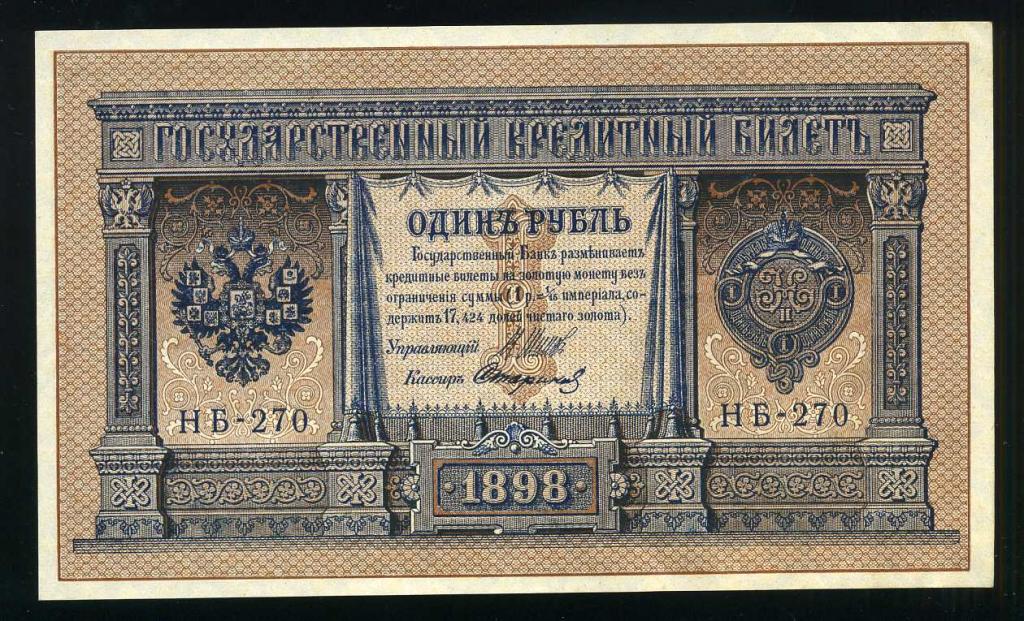 ГОСУДАРСТВЕННЫЙ КРЕДИТНЫЙ БИЛЕТЪ
ОДИНЪ РУБЛЬ
Государственный Банкъ размѣниваетъ
кредитные билеты на золотую монету безъ
ограниченія суммы (1 р. = 1/15 имперіала, со-
держитъ 17,424 долей чистаго золота).
Управляющій
Кассиръ
НБ-270
НБ-270
1898